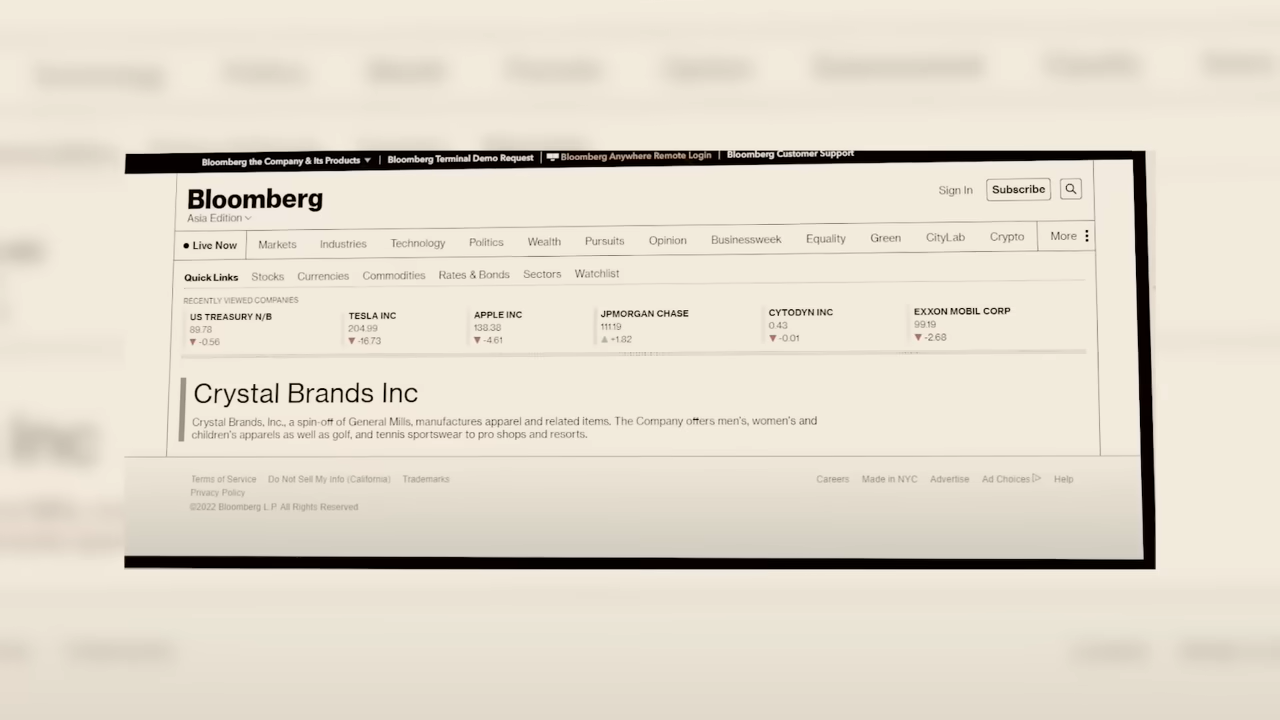 Bloomberg the Company & Its Products | Bloomberg Terminal Demo Request | Bloomberg Anywhere Remote Login | Bloomberg Customer Support
Bloomberg
Asia Edition
Sign In Subscribe
Live Now Markets Industries Technology Politics Wealth Pursuits Opinion Businessweek Equality Green CityLab Crypto More
Quick Links Stocks Currencies Commodities Rates & Bonds Sectors Watchlist
RECENTLY VIEWED COMPANIES
US TREASURY N/B TESLA INC APPLE INC JPMORGAN CHASE CYTODYN INC EXXON MOBIL CORP
89.78 204.99 138.38 111.19 0.43 99.19
-0.56 -16.73 -4.61 +1.82 -0.01 -2.68
Crystal Brands Inc
Crystal Brands, Inc., a spin-off of General Mills, manufactures apparel and related items. The Company offers men's, women's and
children's apparels as well as golf, and tennis sportswear to pro shops and resorts.
Terms of Service Do Not Sell My Info (California) Trademarks Careers Made in NYC Advertise Ad Choices Help
Privacy Policy
©2022 Bloomberg L.P. All Rights Reserved